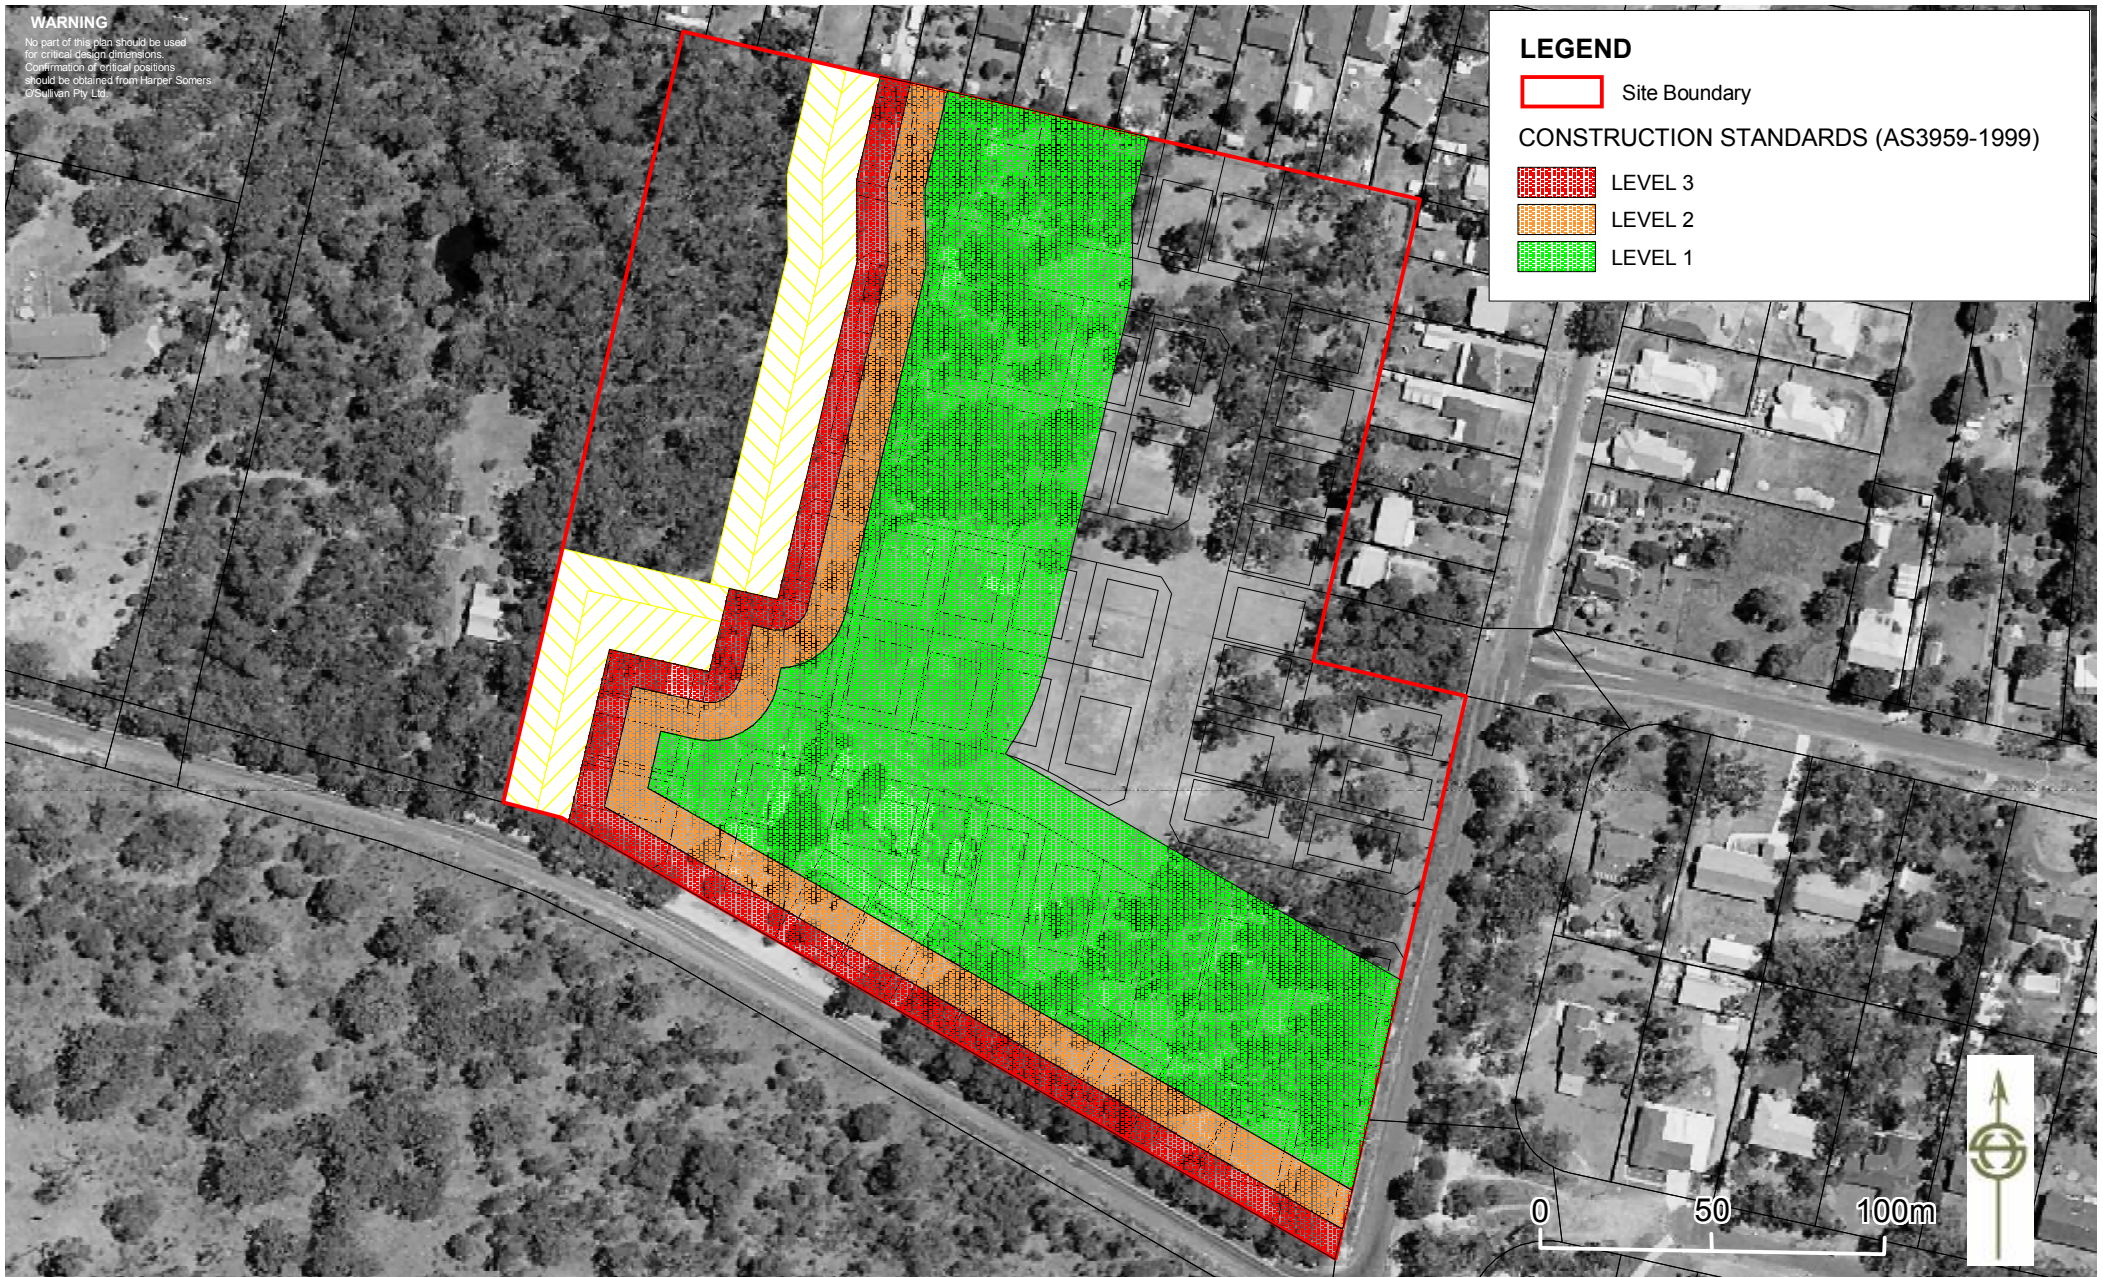 WARNING
No part of this plan should be used
for critical design dimensions.
Confirmation of critical positions
should be obtained from Harper Somers
O'Sullivan Pty Ltd.
LEGEND
Site Boundary
CONSTRUCTION STANDARDS (AS3959-1999)
LEVEL 3
LEVEL 2
LEVEL 1
0 50 100m